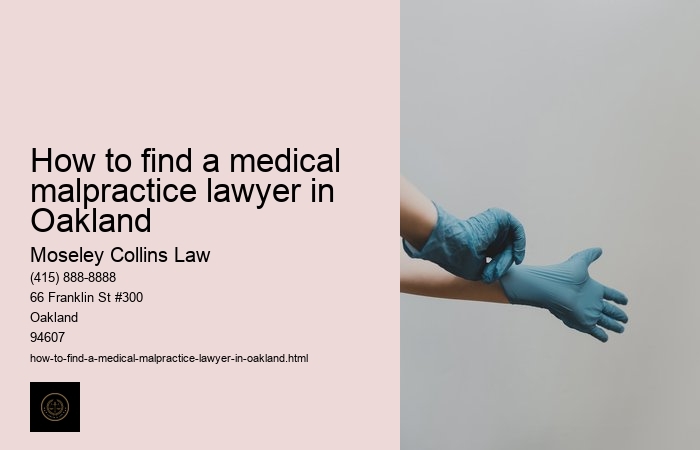 How to find a medical
malpractice lawyer in
Oakland
Moseley Collins Law
(415) 888-8888
66 Franklin St #300
Oakland
94607
how-to-find-a-medical-malpractice-lawyer-in-oakland.html